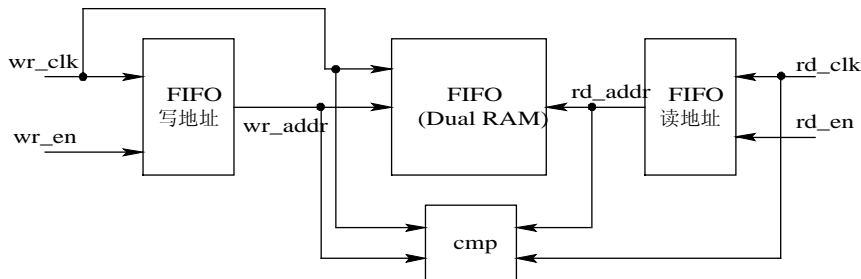 wr_clk
wr_en
FIFO
写地址
wr_addr
FIFO
(Dual RAM)
rd_addr
FIFO
读地址
rd_clk
rd_en
cmp